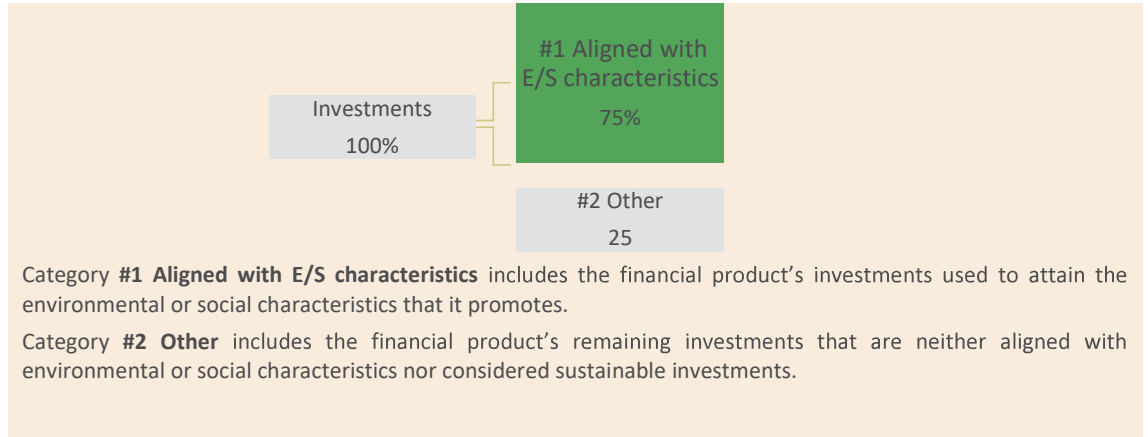 #1 Aligned with
E/S characteristics
75%
Investments
100%
#2 Other
25
Category #1 Aligned with E/S characteristics includes the financial product’s investments used to attain the
environmental or social characteristics that it promotes.
Category #2 Other includes the financial product’s remaining investments that are neither aligned with
environmental or social characteristics nor considered sustainable investments.